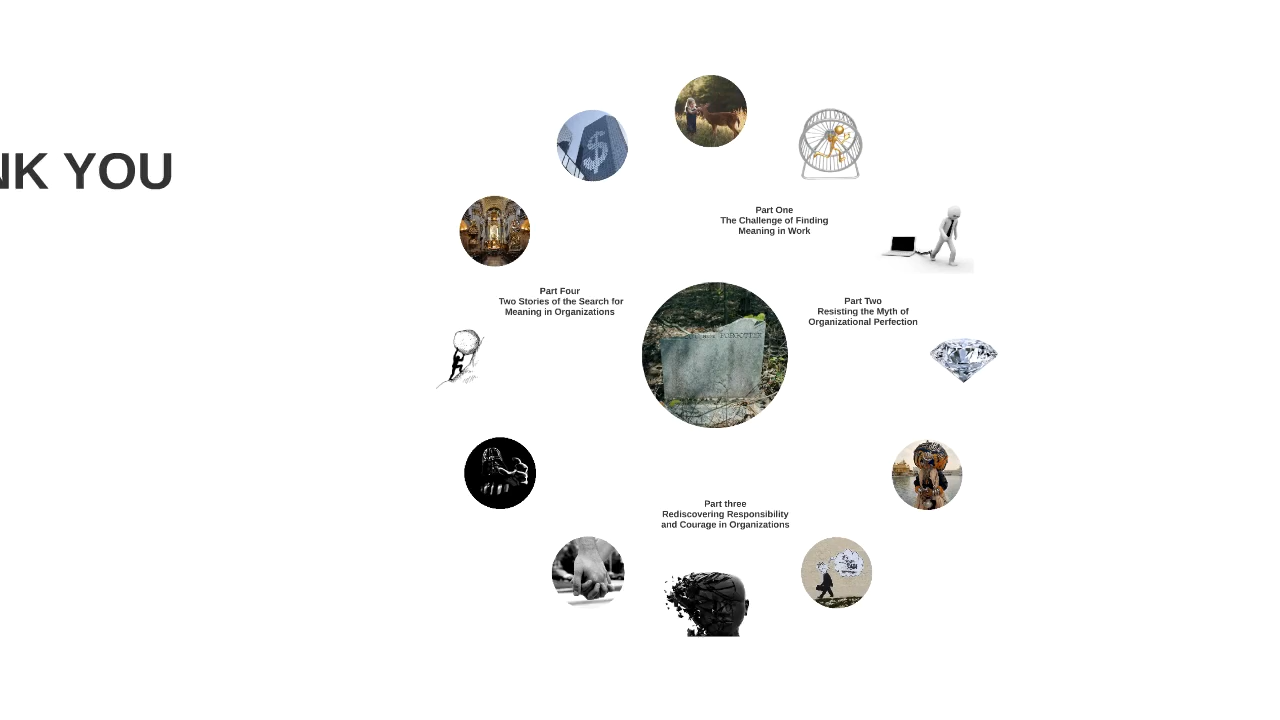 NK YOU
Part One
The Challenge of Finding
Meaning in Work
Part Four
Two Stories of the Search for
Meaning in Organizations
Part Two
Resisting the Myth of
Organizational Perfection
FORGOTTEN
Part three
Rediscovering Responsibility
and Courage in Organizations